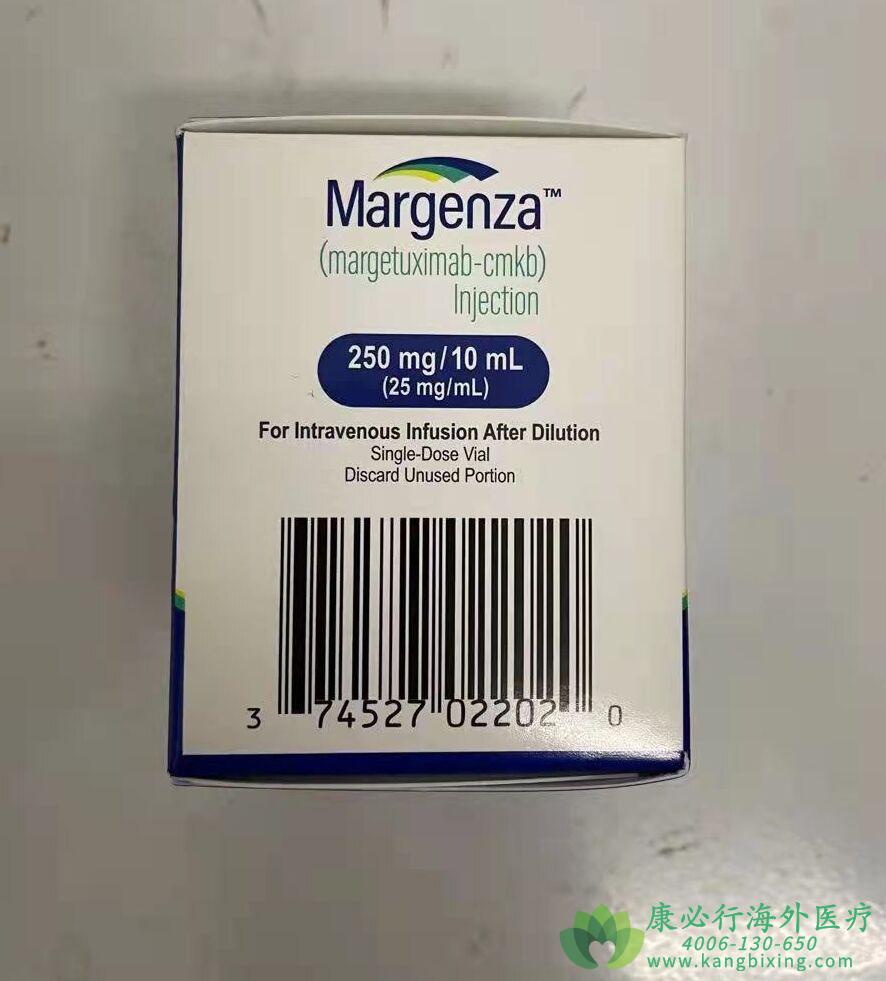 Margenza™
(margetuximab-cmkb)
Injection
250 mg/10 mL
(25 mg/mL)
For Intravenous Infusion After Dilution
Single-Dose Vial
Discard Unused Portion
3 74527 02202 0
康必行海外医疗
4006-130-650
www.kangbixing.com